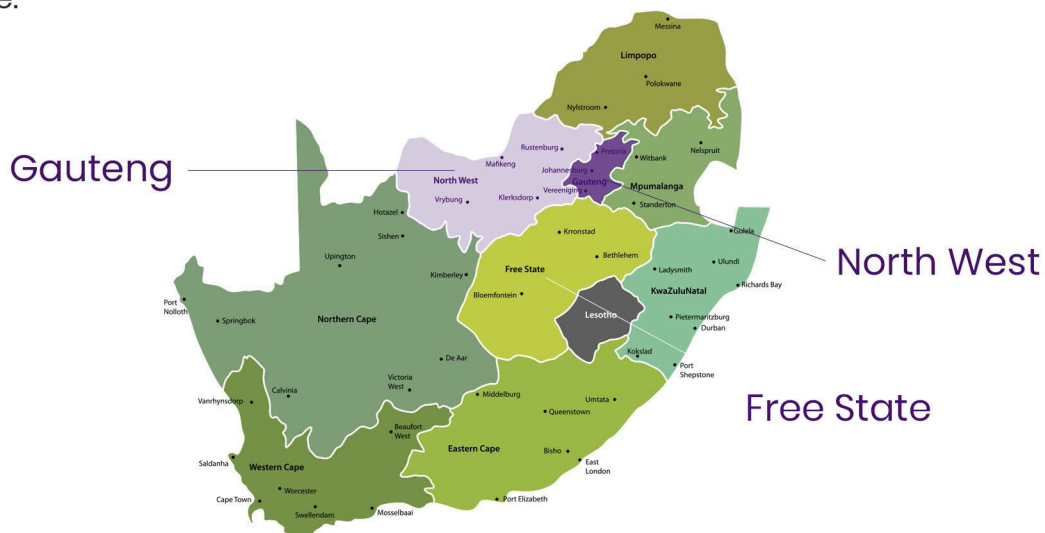 e.
Messina
Limpopo
Polokwane
Nylstroom
Gauteng
Rustenburg
Pretoria
Mafikeng
Witbank
Nelspruit
Johannesburg
North West
Gauteng
Mpumalanga
Vrybung
Klerksdorp
Vereeniging
Standerton
Hotazel
Sishen
Krronstad
Golela
North West
Upington
Bethlehem
Kimberley
Free State
Ladysmith
Ulundi
Bloemfontein
KwaZuluNatal
Richards Bay
Port
Nolloth
Springbok
Northern Cape
Lesotho
Pietermaritzburg
Durban
Kokslad
De Aar
Port
Shepstone
Calvinia
Victoria
West
Middelburg
Umtata
Vanrhynsdorp
Queenstown
Free State
Beaufort
West
Eastern Cape
Bisho
East
London
Saldanha
Western Cape
Worcester
Cape Town
Swellendam
Mosselbaai
Port Elizabeth